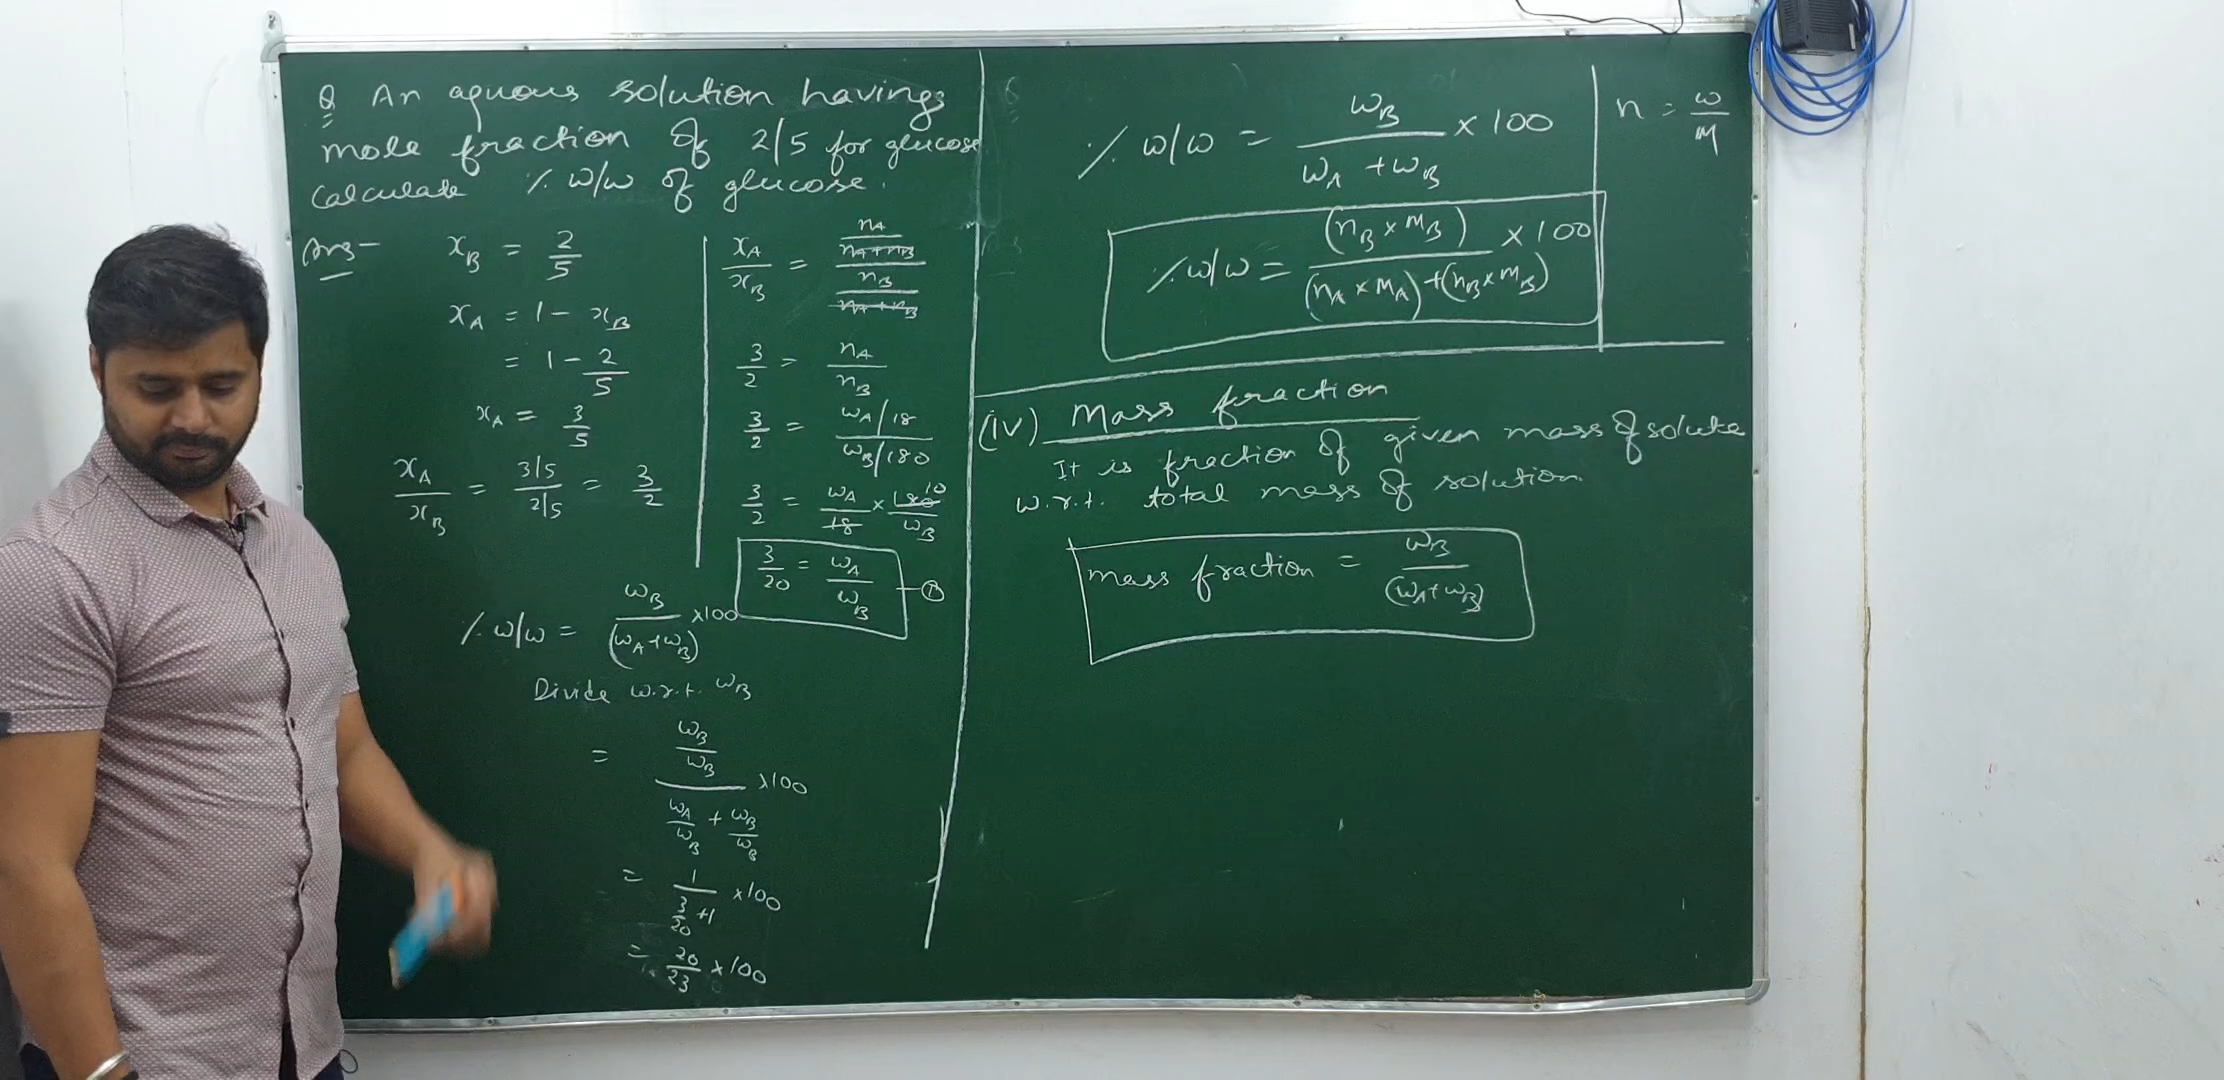 Q An aquous solution having
mole fraction of 2/5 for glucose
calculate % w/w of glucose.
Ans-
x_B = 2/5
x_A = 1 - x_B
= 1 - 2/5
x_A = 3/5
x_A/x_B = (3/5)/(2/5) = 3/2
x_A/x_B = (n_A/(n_A+n_B))/(n_B/(n_A+n_B))
3/2 = n_A/n_B
3/2 = (w_A/18)/(w_B/180)
3/2 = w_A/18 × 180 10/w_B
3/20 = w_A/w_B - ①
% w/w = w_B/(w_A+w_B) ×100
Divide w.r.t. w_B
= (w_B/w_B)/(w_A/w_B + w_B/w_B) ×100
= 1/(3/20 +1) ×100
= 20/23 × 100
% w/w = w_B/(w_A + w_B) × 100
n = w/M
% w/w = (n_B × M_B)/((n_A × M_A)+(n_B × M_B)) × 100
(iv) Mass fraction
It is fraction of given mass of solute
w.r.t. total mass of solution.
mass fraction = w_B/(w_A+w_B)